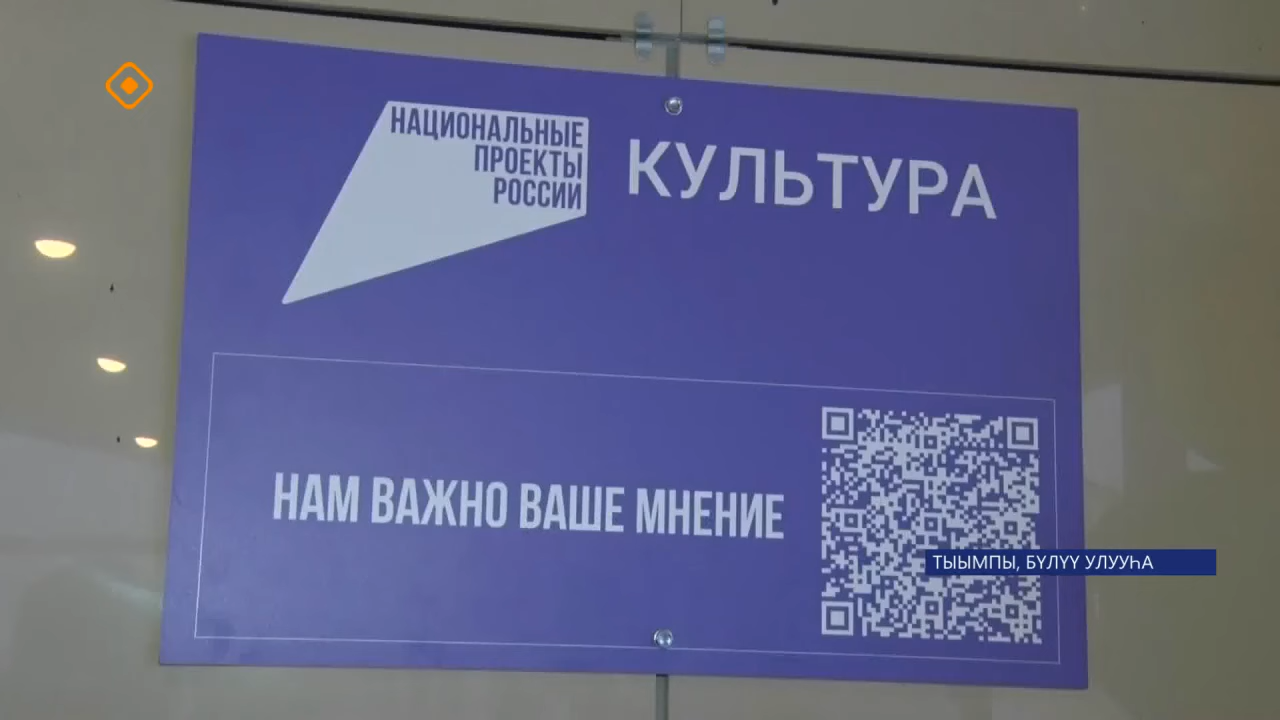 НАЦИОНАЛЬНЫЕ
ПРОЕКТЫ
РОССИИ
КУЛЬТУРА
НАМ ВАЖНО ВАШЕ МНЕНИЕ
ТЫЫМПЫ, БҮЛҮҮ УЛУУҺА